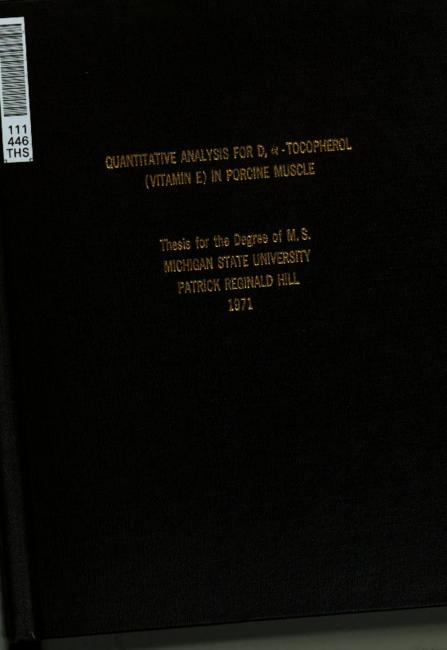 111
446
THS
QUANTITATIVE ANALYSIS FOR D, α-TOCOPHEROL
(VITAMIN E) IN PORCINE MUSCLE
Thesis for the Degree of M. S.
MICHIGAN STATE UNIVERSITY
PATRICK REGINALD HILL
1971